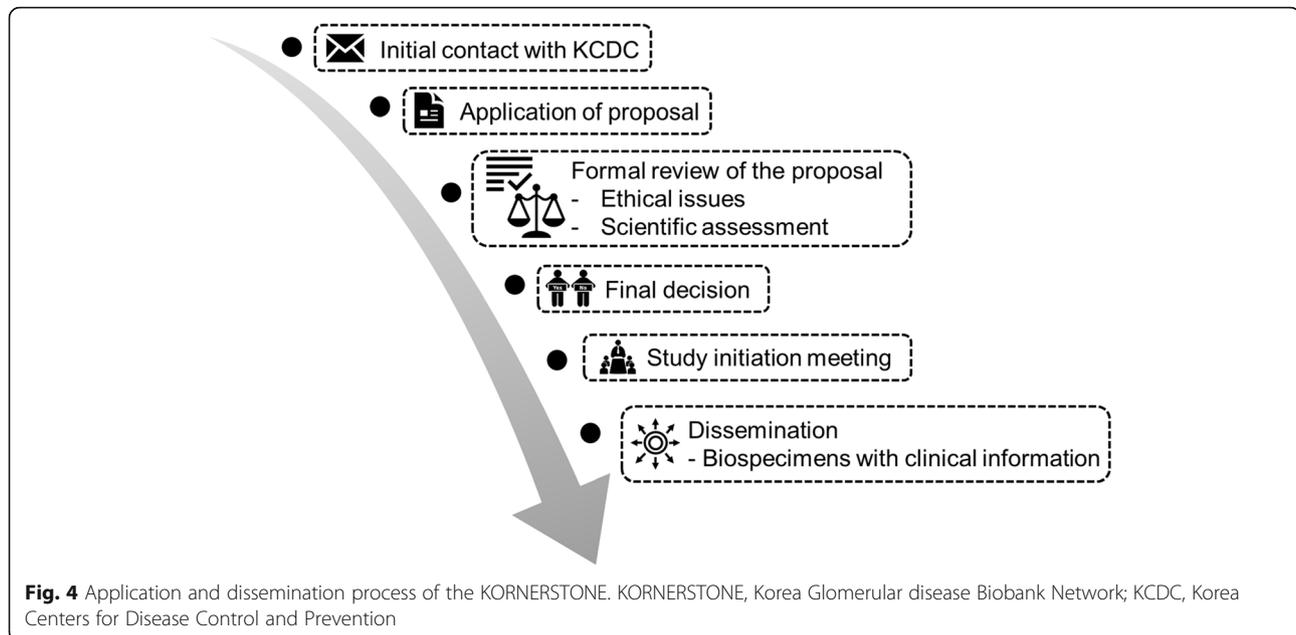 Initial contact with KCDC
Application of proposal
Formal review of the proposal
- Ethical issues
- Scientific assessment
Yes No
Final decision
Study initiation meeting
Dissemination
- Biospecimens with clinical information
Fig. 4 Application and dissemination process of the KORNERSTONE. KORNERSTONE, Korea Glomerular disease Biobank Network; KCDC, Korea
Centers for Disease Control and Prevention